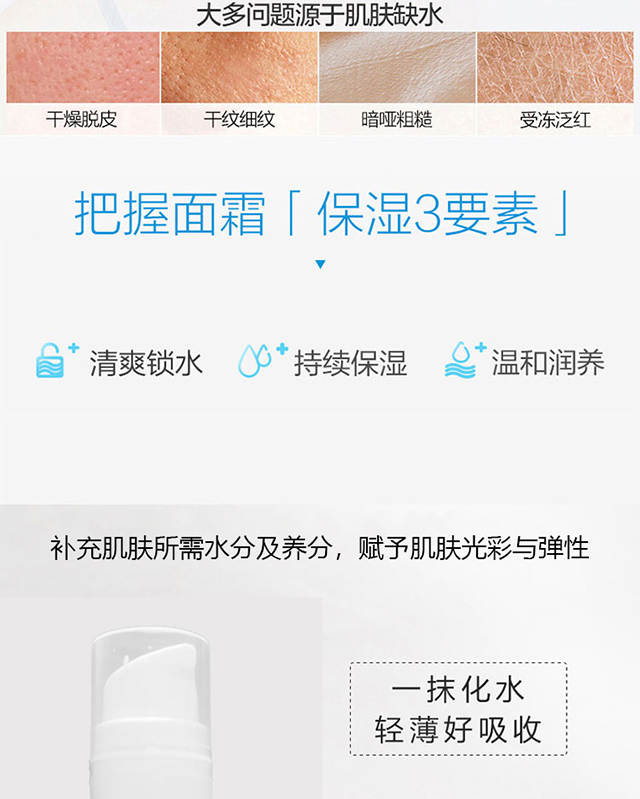 大多问题源于肌肤缺水
干燥脱皮
干纹细纹
暗哑粗糙
受冻泛红
把握面霜「保湿3要素」
清爽锁水
持续保湿
温和润养
补充肌肤所需水分及养分，赋予肌肤光彩与弹性
一抹化水
轻薄好吸收